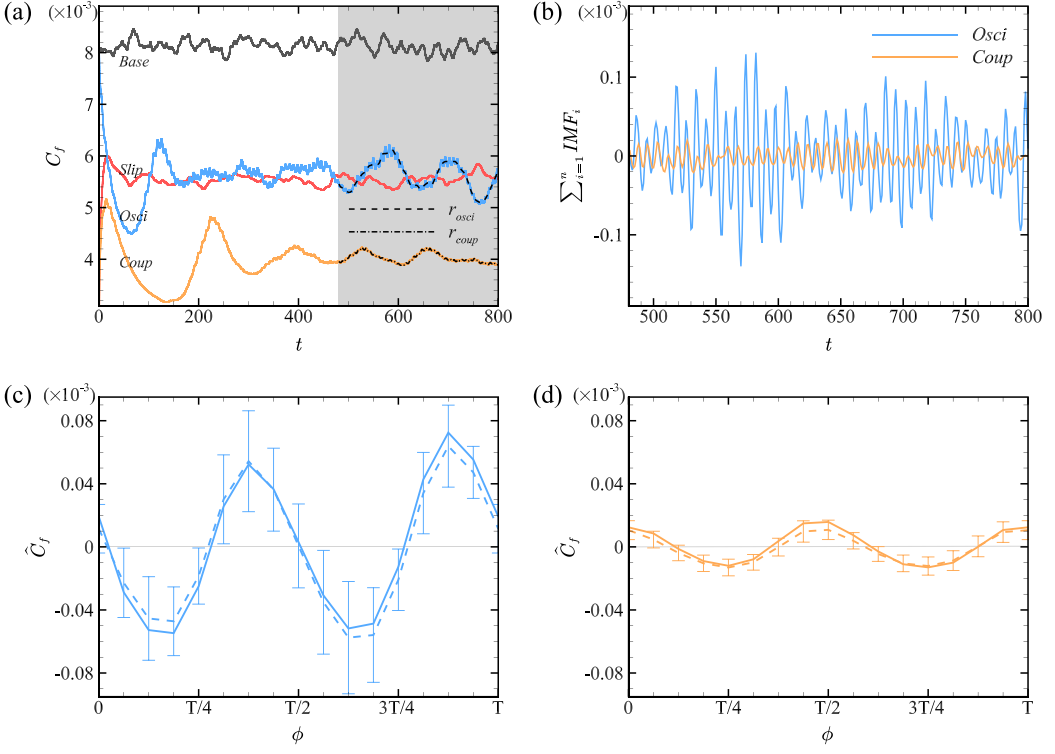 (a)
(×10⁻³)
8
7
6
5
4
C_f
Base
Slip
Osci
Coup
r_osci
r_coup
0
200
400
600
800
t
(b)
(×10⁻³)
0.1
0
-0.1
∑ⁿᵢ₌₁ IMFᵢ
Osci
Coup
500
550
600
650
700
750
800
t
(c)
(×10⁻³)
0.08
0.04
0
-0.04
-0.08
Ĉ_f
0
T/4
T/2
3T/4
T
ϕ
(d)
(×10⁻³)
0.08
0.04
0
-0.04
-0.08
Ĉ_f
0
T/4
T/2
3T/4
T
ϕ